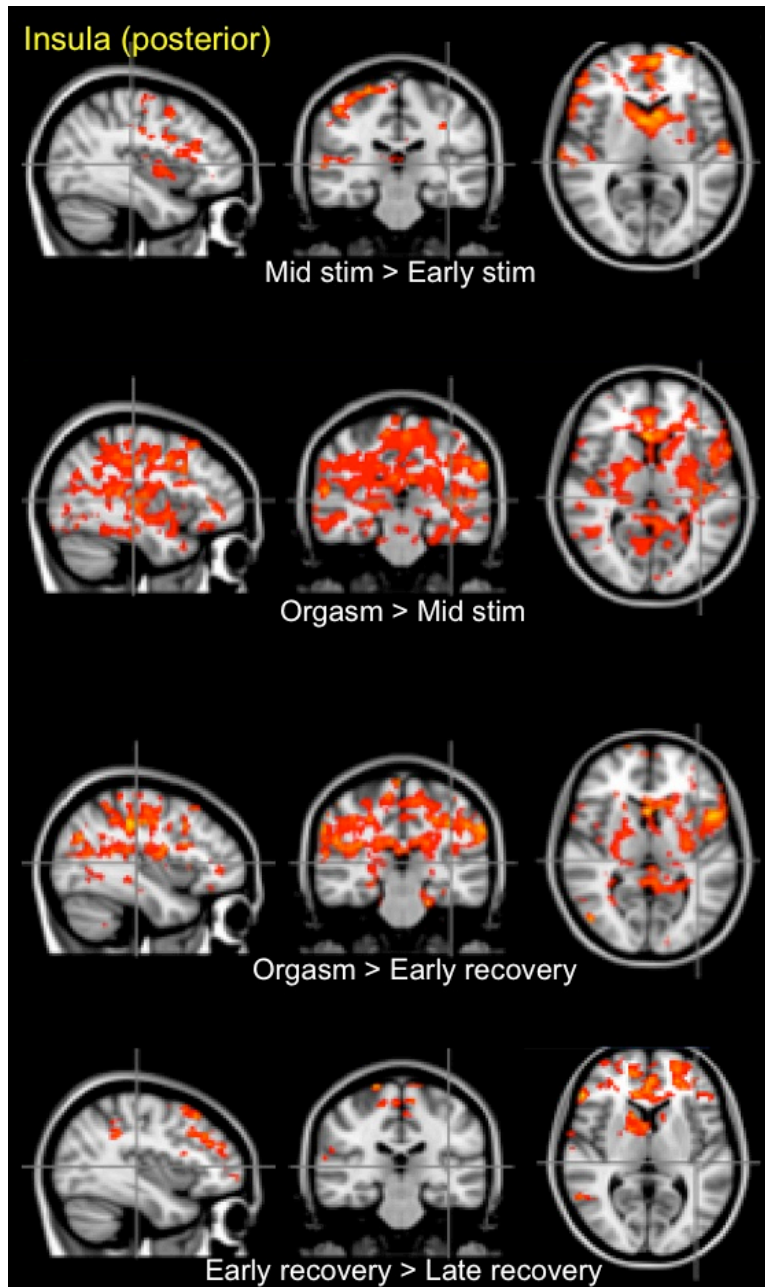 Insula (posterior)
Mid stim > Early stim
Orgasm > Mid stim
Orgasm > Early recovery
Early recovery > Late recovery